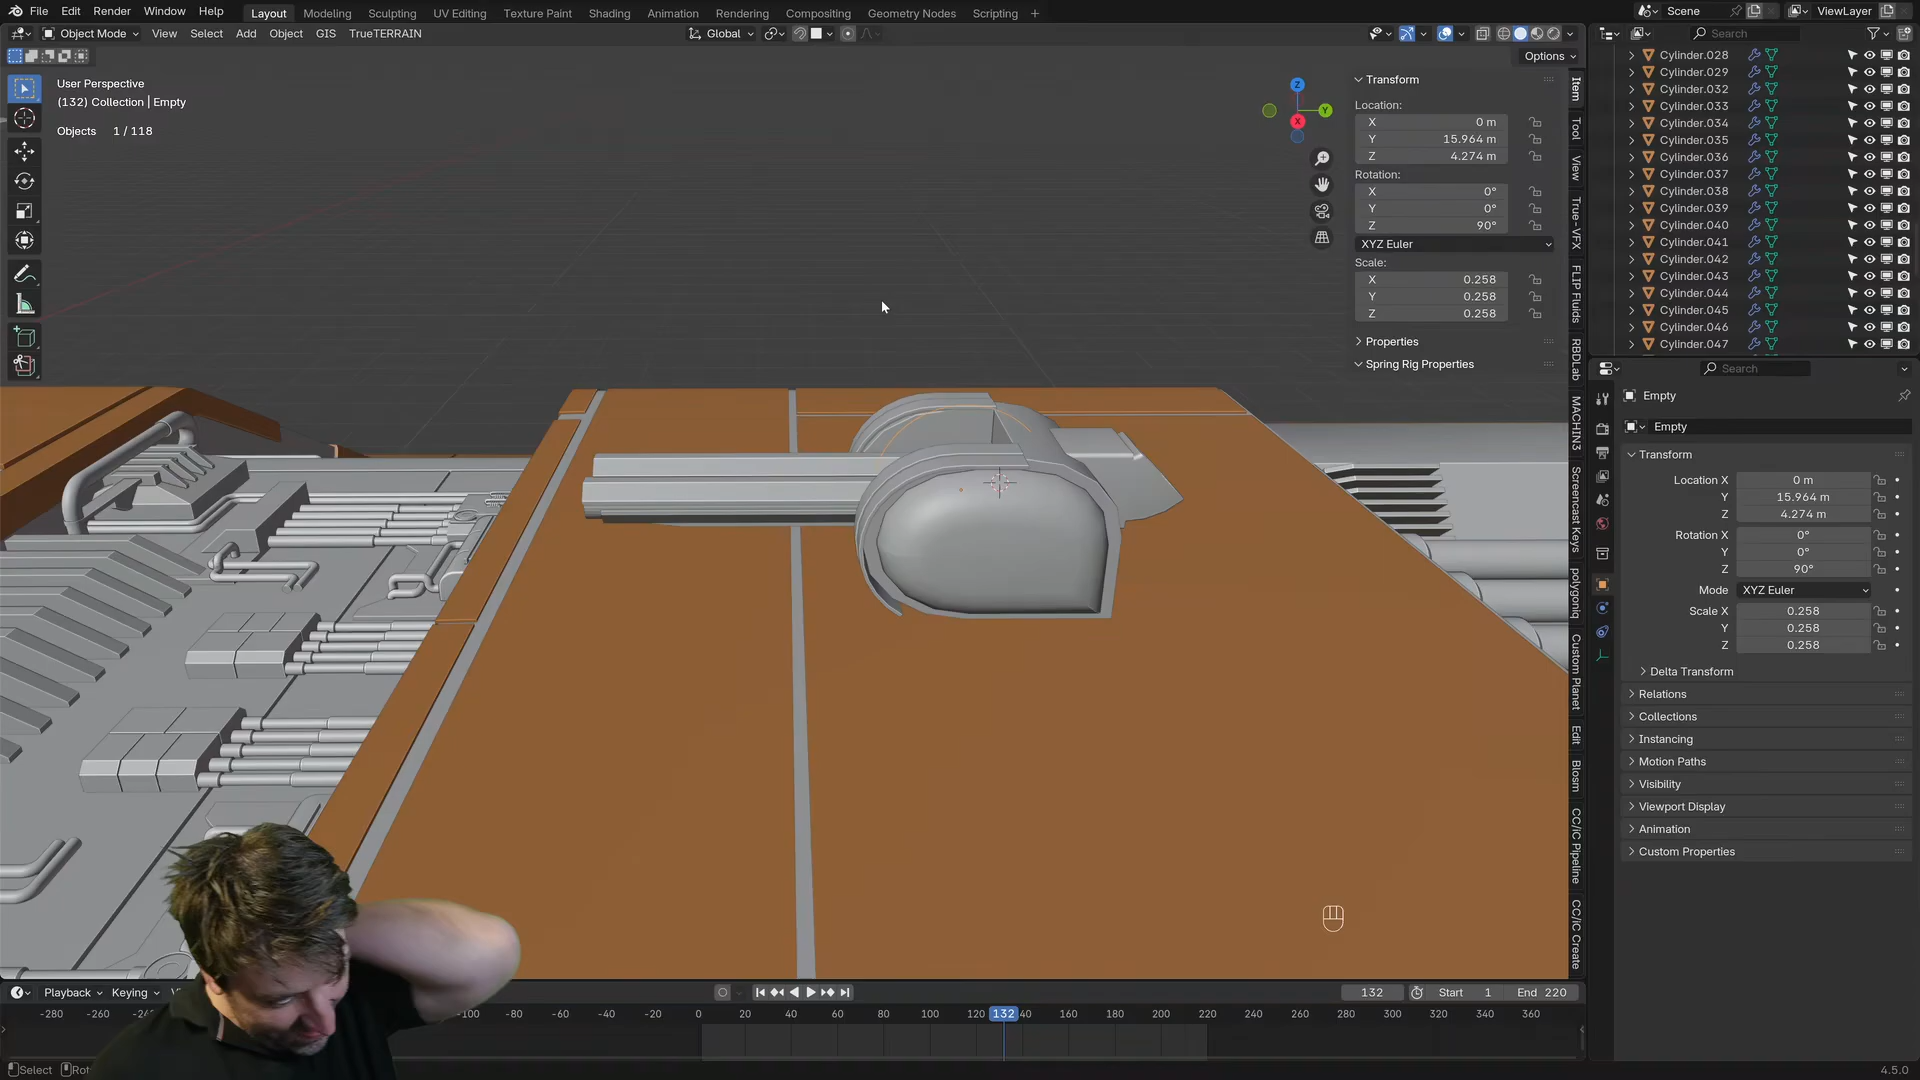 File Edit Render Window Help Layout Modeling Sculpting UV Editing Texture Paint Shading Animation Rendering Compositing Geometry Nodes Scripting + Scene ViewLayer
Object Mode View Select Add Object GIS TrueTERRAIN Global Search
Options
User Perspective
(132) Collection | Empty
Objects 1 / 118
Transform
Location:
X 0 m
Y 15.964 m
Z 4.274 m
Rotation:
X 0°
Y 0°
Z 90°
XYZ Euler
Scale:
X 0.258
Y 0.258
Z 0.258
Properties
Spring Rig Properties
Z
Y
X
Item
Tool
View
True-VFX
FLIP Fluids
RBDLab
MACHIN3
Screencast Keys
polygoniq
Custom Planet
Edit
Blosm
CC/iC Pipeline
CC/iC Create
Cylinder.028
Cylinder.029
Cylinder.032
Cylinder.033
Cylinder.034
Cylinder.035
Cylinder.036
Cylinder.037
Cylinder.038
Cylinder.039
Cylinder.040
Cylinder.041
Cylinder.042
Cylinder.043
Cylinder.044
Cylinder.045
Cylinder.046
Cylinder.047
Search
Empty
Empty
Transform
Location X 0 m
Y 15.964 m
Z 4.274 m
Rotation X 0°
Y 0°
Z 90°
Mode XYZ Euler
Scale X 0.258
Y 0.258
Z 0.258
Delta Transform
Relations
Collections
Instancing
Motion Paths
Visibility
Viewport Display
Animation
Custom Properties
Playback Keying 132 Start 1 End 220
-280 -260 -240 -100 -80 -60 -40 -20 0 20 40 60 80 100 120 132 40 160 180 200 220 240 260 280 300 320 340 360
Select 4.5.0